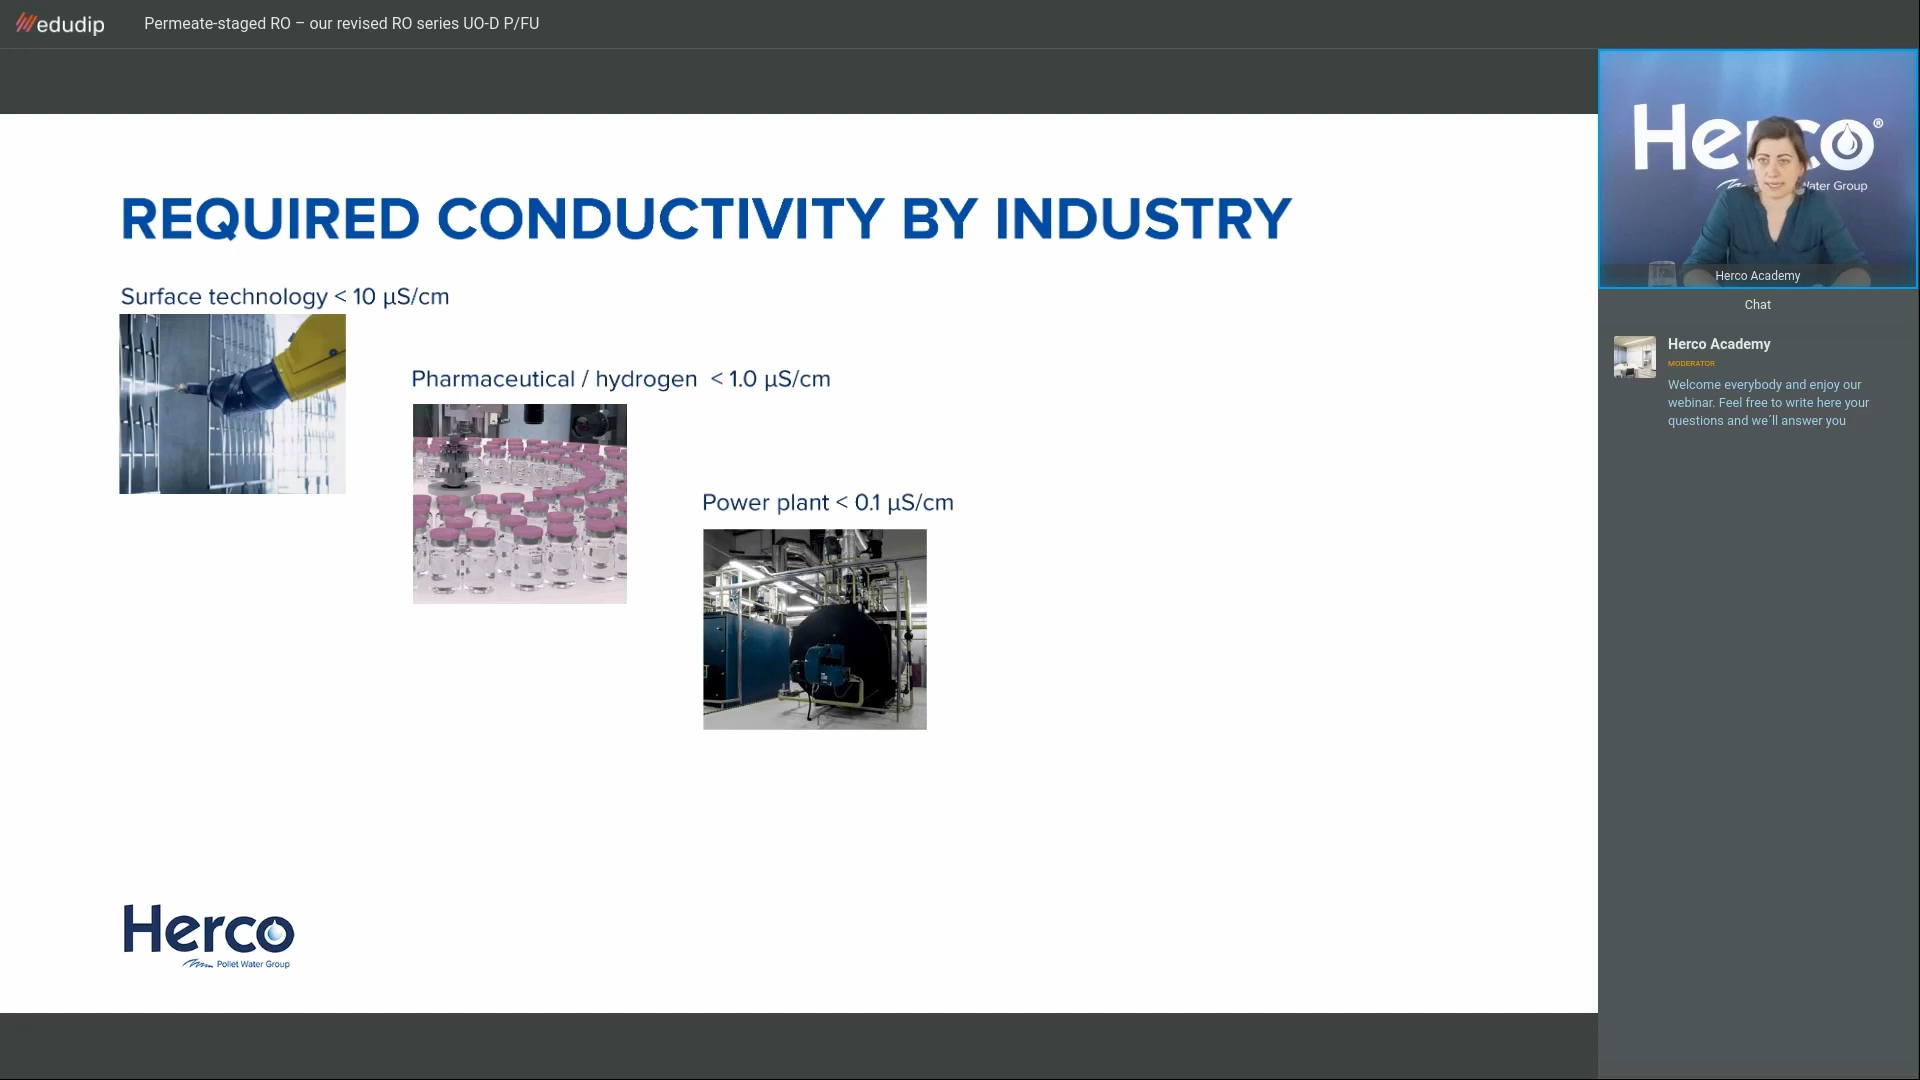 edudip
Permeate-staged RO – our revised RO series UO-D P/FU
REQUIRED CONDUCTIVITY BY INDUSTRY
Surface technology < 10 µS/cm
Pharmaceutical / hydrogen < 1.0 µS/cm
Power plant < 0.1 µS/cm
Herco
Pollet Water Group
Herco®
Water Group
Herco Academy
Chat
Herco Academy
MODERATOR
Welcome everybody and enjoy our
webinar. Feel free to write here your
questions and we´ll answer you